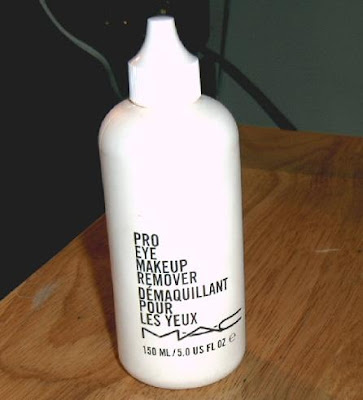 PRO
EYE
MAKEUP
REMOVER
DÉMAQUILLANT
POUR
LES YEUX
M·A·C
150 ML / 5.0 US FL OZ e